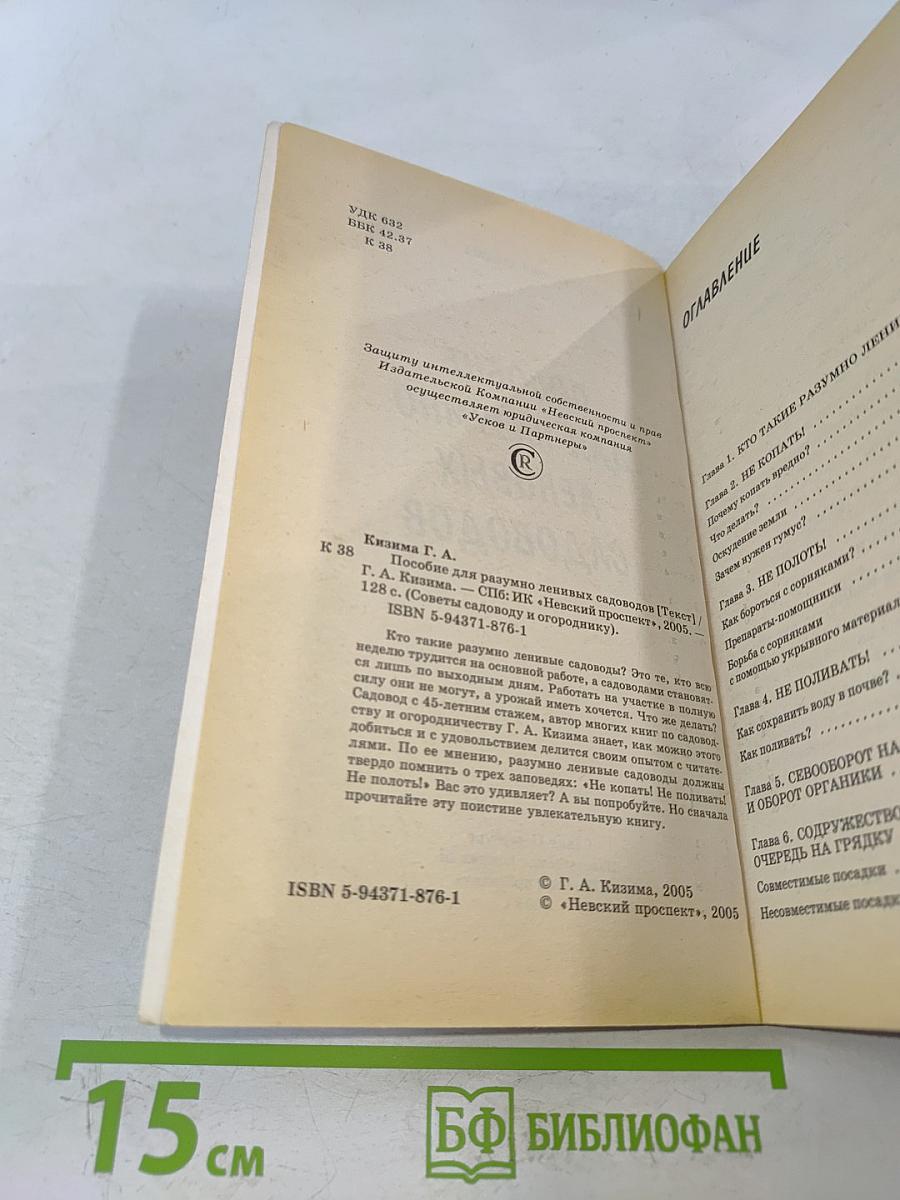 УДК 632
ББК 42.37
К 38
Защиту интеллектуальной собственности и прав
Издательской Компании «Невский проспект»
осуществляет юридическая компания
«Усков и Партнеры»
CR
Кизима Г. А.
К 38 Пособие для разумно ленивых садоводов [Текст] /
Г. А. Кизима. — СПб: ИК «Невский проспект», 2005. —
128 с. (Советы садоводу и огороднику).
ISBN 5-94371-876-1
Кто такие разумно ленивые садоводы? Это те, кто всю
неделю трудится на основной работе, а садоводами становят-
ся лишь по выходным дням. Работать на участке в полную
силу они не могут, а урожай иметь хочется. Что же делать?
Садовод с 45-летним стажем, автор многих книг по садовод-
ству и огородничеству Г. А. Кизима знает, как можно этого
добиться и с удовольствием делится своим опытом с читате-
лями. По ее мнению, разумно ленивые садоводы должны
твердо помнить о трех заповедях: «Не копать! Не поливать!
Не полоть!» Вас это удивляет? А вы попробуйте. Но сначала
прочитайте эту поистине увлекательную книгу.
ISBN 5-94371-876-1
© Г. А. Кизима, 2005
© «Невский проспект», 2005
ОГЛАВЛЕНИЕ
Глава 1. КТО ТАКИЕ РАЗУМНО ЛЕНИ
Глава 2. НЕ КОПАТЬ!
Почему копать вредно?
Что делать?
Оскудение земли
Зачем нужен гумус?
Глава 3. НЕ ПОЛОТЬ!
Как бороться с сорняками?
Препараты-помощники
Борьба с сорняками
с помощью укрывного материал
Глава 4. НЕ ПОЛИВАТЬ!
Как сохранить воду в почве?
Как поливать?
Глава 5. СЕВООБОРОТ НА
И ОБОРОТ ОРГАНИКИ
Глава 6. СОДРУЖЕСТВО
ОЧЕРЕДЬ НА ГРЯДКУ
Совместимые посадки
Несовместимые посадк
15 см
БФ БИБЛИОФАН